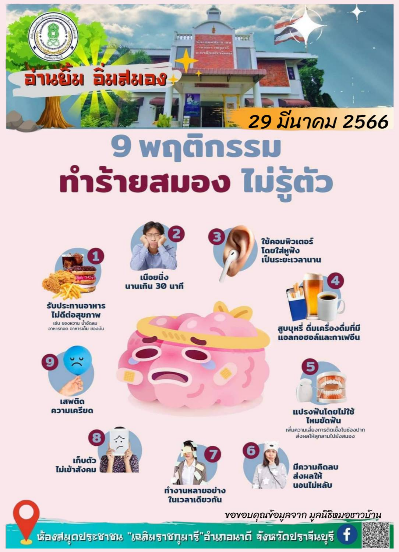 อ่านยิ้ม อิ่มสมอง
29 มีนาคม 2566
9 พฤติกรรม
ทำร้ายสมอง ไม่รู้ตัว
1
รับประทานอาหาร
ไม่ดีต่อสุขภาพ
2
เนือยนิ่ง
นานเกิน 30 นาที
3
ใช้คอมพิวเตอร์
โดยใส่หูฟัง
เป็นระยะเวลานาน
4
สูบบุหรี่ ดื่มเครื่องดื่มที่มี
แอลกอฮอล์และกาเฟอีน
5
แปรงฟันโดยไม่ใช้
ไหมขัดฟัน
6
มีความคิดลบ
ส่งผลให้
นอนไม่หลับ
7
ทำงานหลายอย่าง
ในเวลาเดียวกัน
8
เก็บตัว
ไม่เข้าสังคม
9
เสพติด
ความเครียด
ขอขอบคุณข้อมูลจาก มูลนิธิหมอชาวบ้าน
ห้องสมุดประชาชน "เฉลิมราชกุมารี" อำเภอนาดี จังหวัดปราจีนบุรี